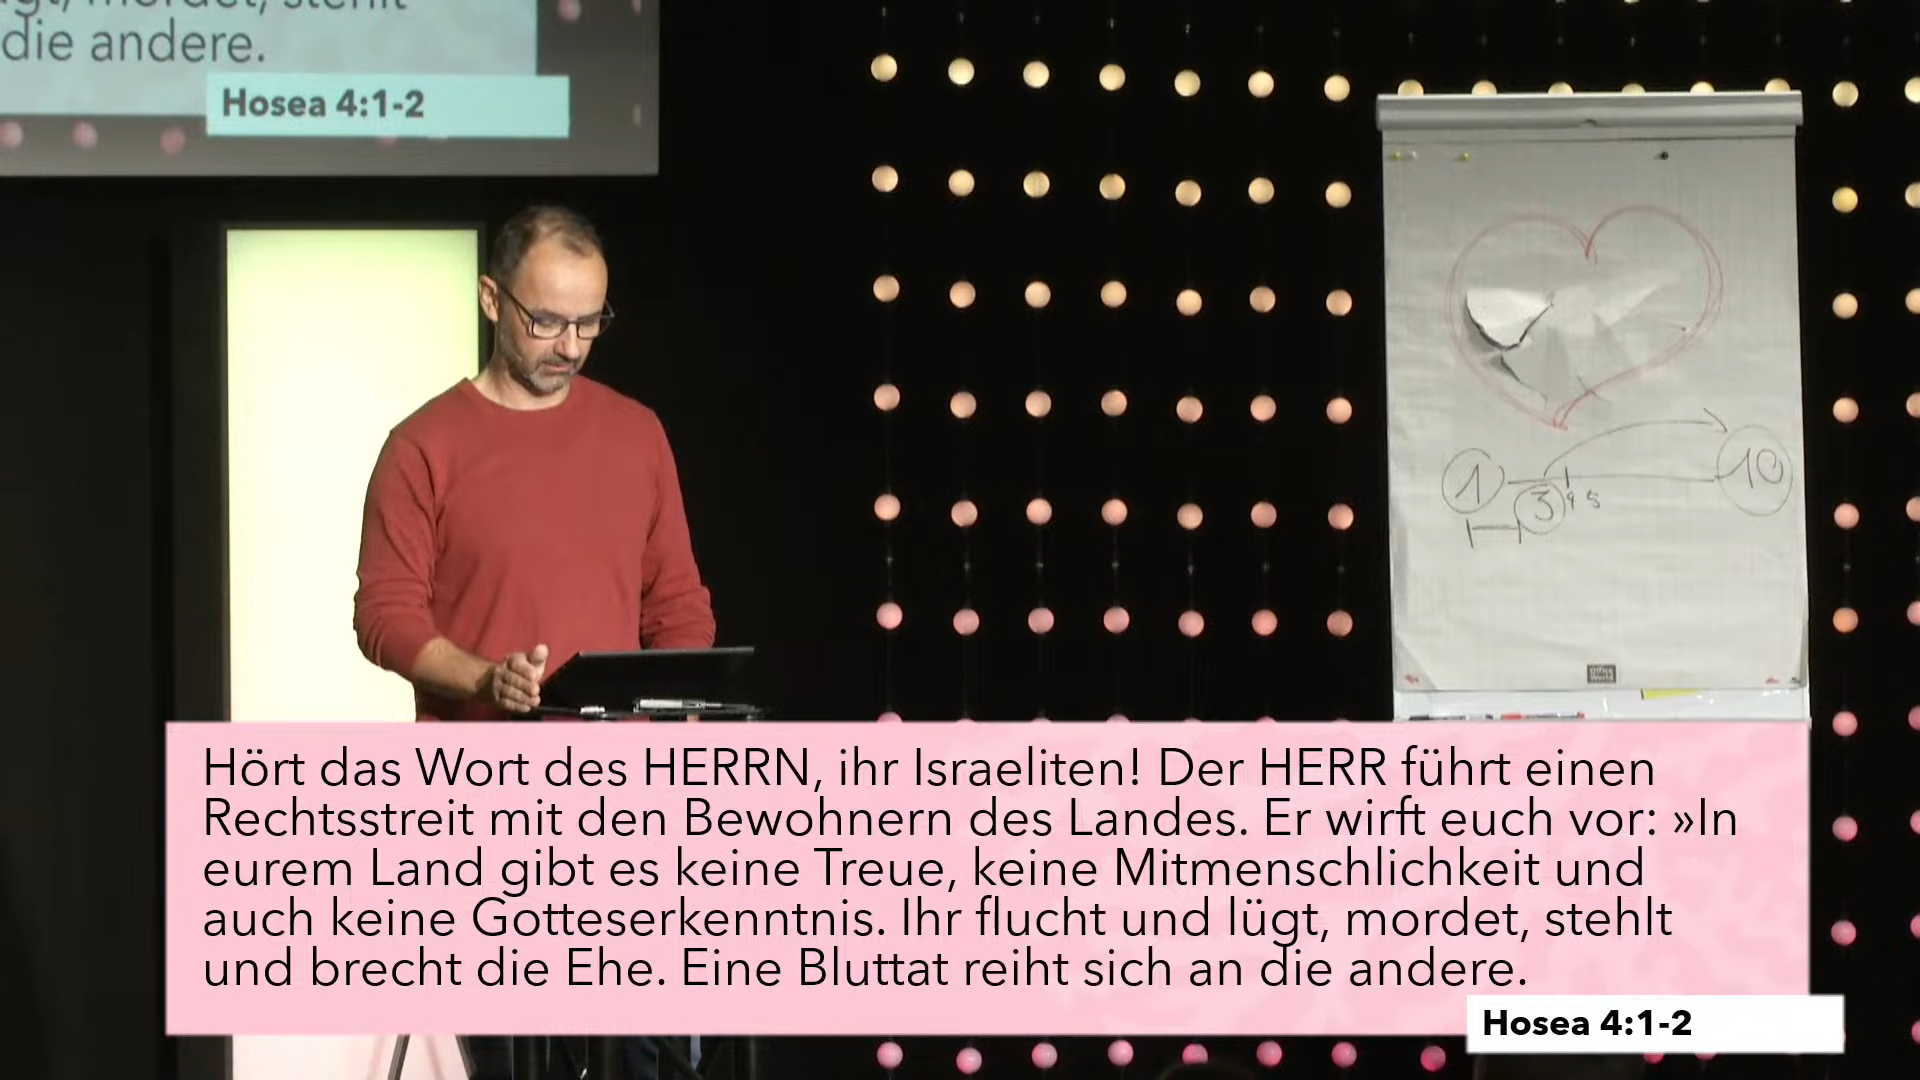 die andere.
Hosea 4:1-2
1
3
4 5
10
Office
World
Hört das Wort des HERRN, ihr Israeliten! Der HERR führt einen
Rechtsstreit mit den Bewohnern des Landes. Er wirft euch vor: »In
eurem Land gibt es keine Treue, keine Mitmenschlichkeit und
auch keine Gotteserkenntnis. Ihr flucht und lügt, mordet, stehlt
und brecht die Ehe. Eine Bluttat reiht sich an die andere.
Hosea 4:1-2